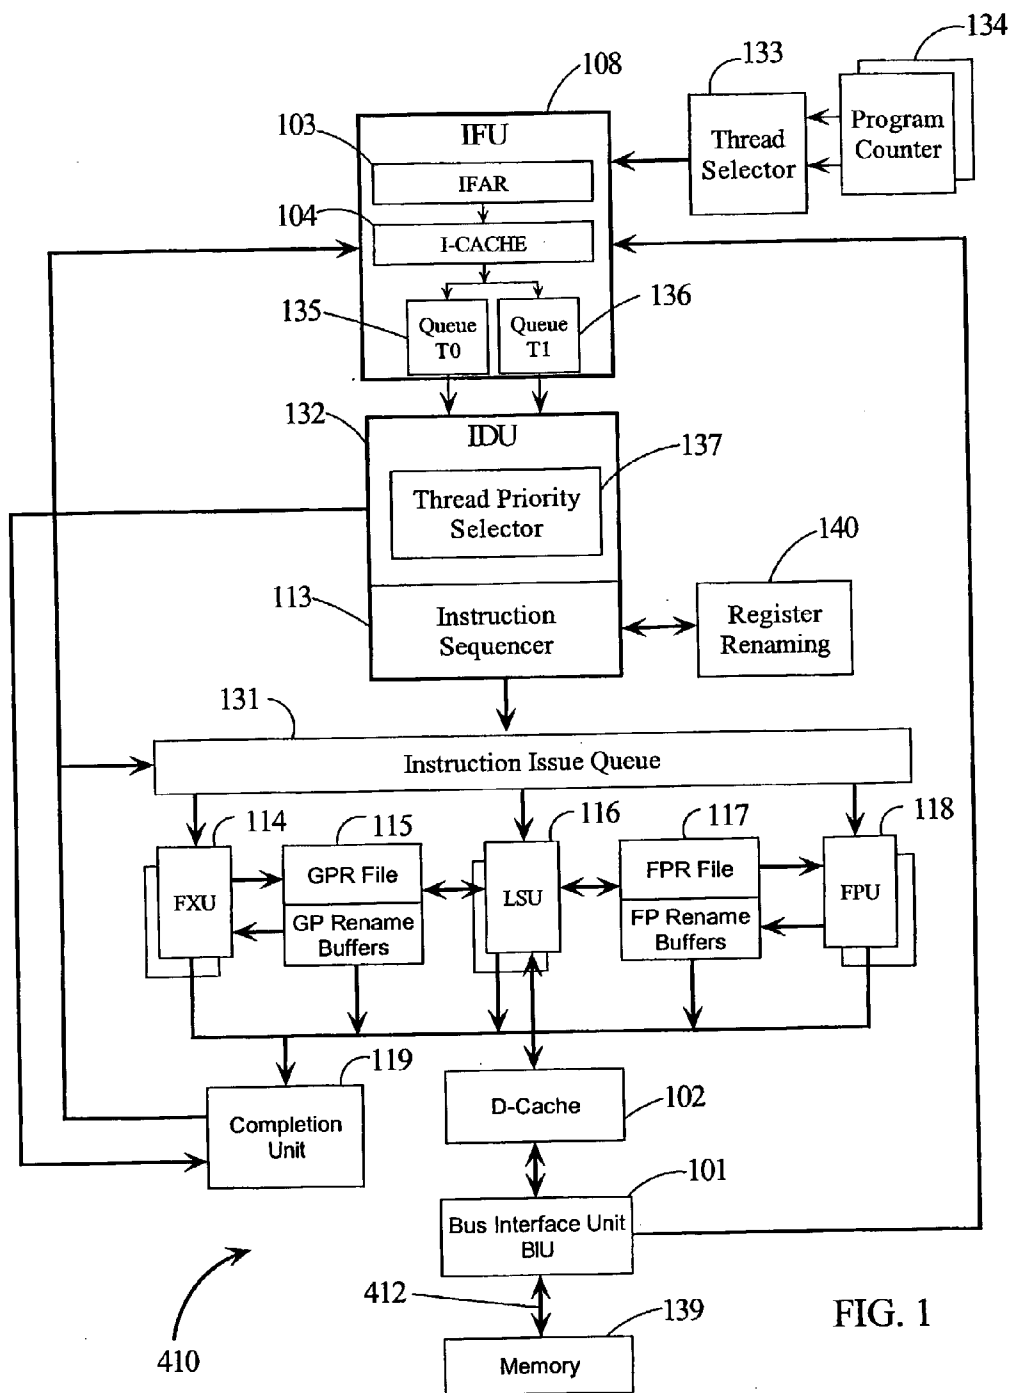 134
133
108
Program
Counter
Thread
Selector
103
IFU
IFAR
104
I-CACHE
135
136
Queue
T0
Queue
T1
132
IDU
137
Thread Priority
Selector
140
113
Instruction
Sequencer
Register
Renaming
131
Instruction Issue Queue
114
115
116
117
118
FXU
GPR File
GP Rename
Buffers
LSU
FPR File
FP Rename
Buffers
FPU
119
Completion
Unit
D-Cache
102
101
Bus Interface Unit
BIU
412
139
Memory
410
FIG. 1